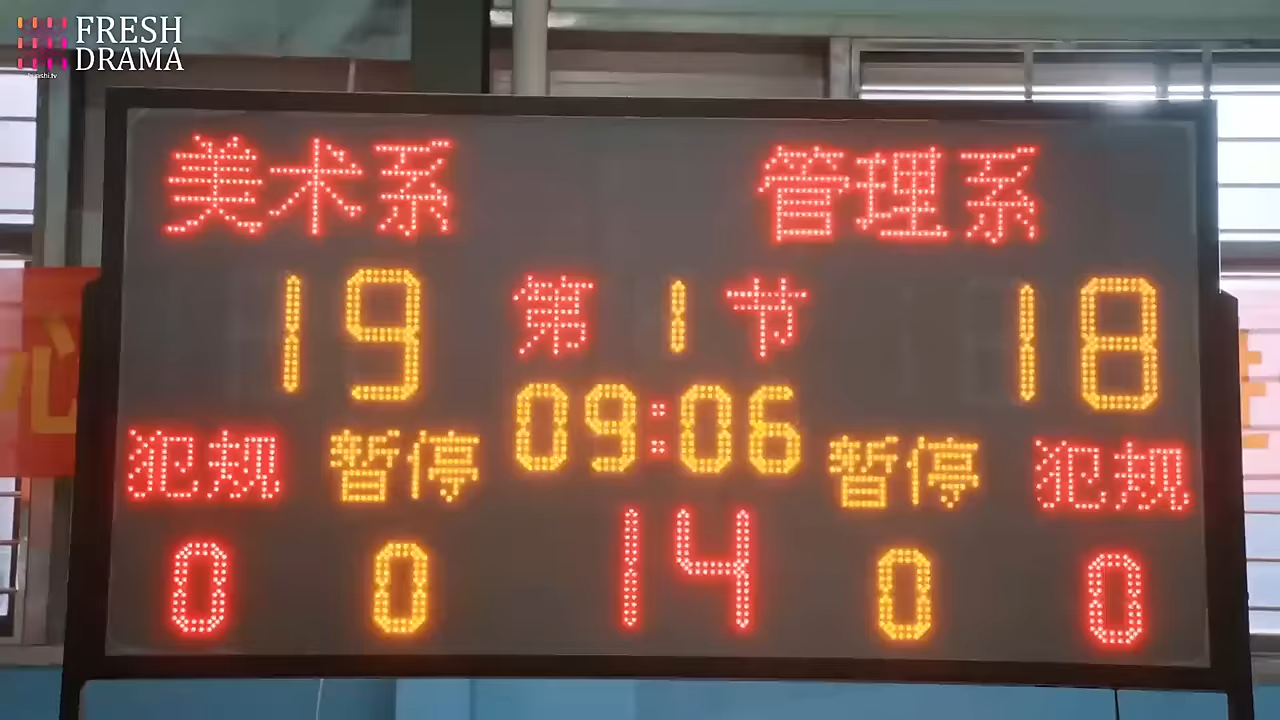 FRESH
DRAMA
美术系 管理系
19 第 1 节 18
09:06
犯规 暂停 暂停 犯规
0 0 14 0 0
心